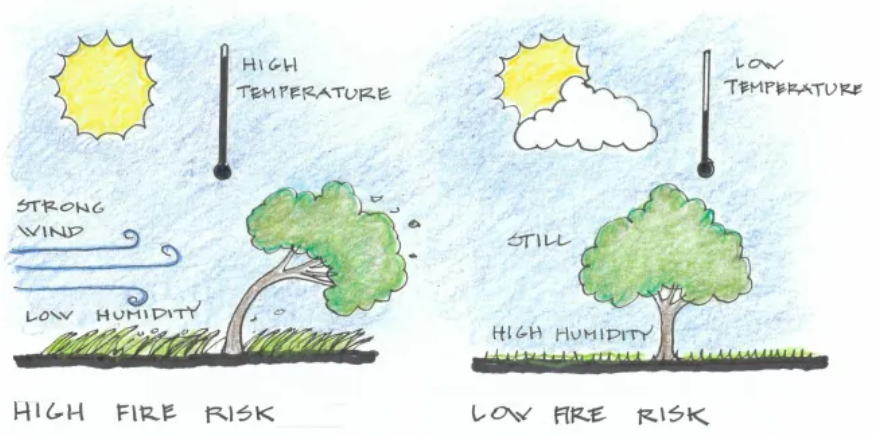 HIGH
TEMPERATURE
STRONG
WIND
LOW HUMIDITY
HIGH FIRE RISK
LOW
TEMPERATURE
STILL
HIGH HUMIDITY
LOW FIRE RISK